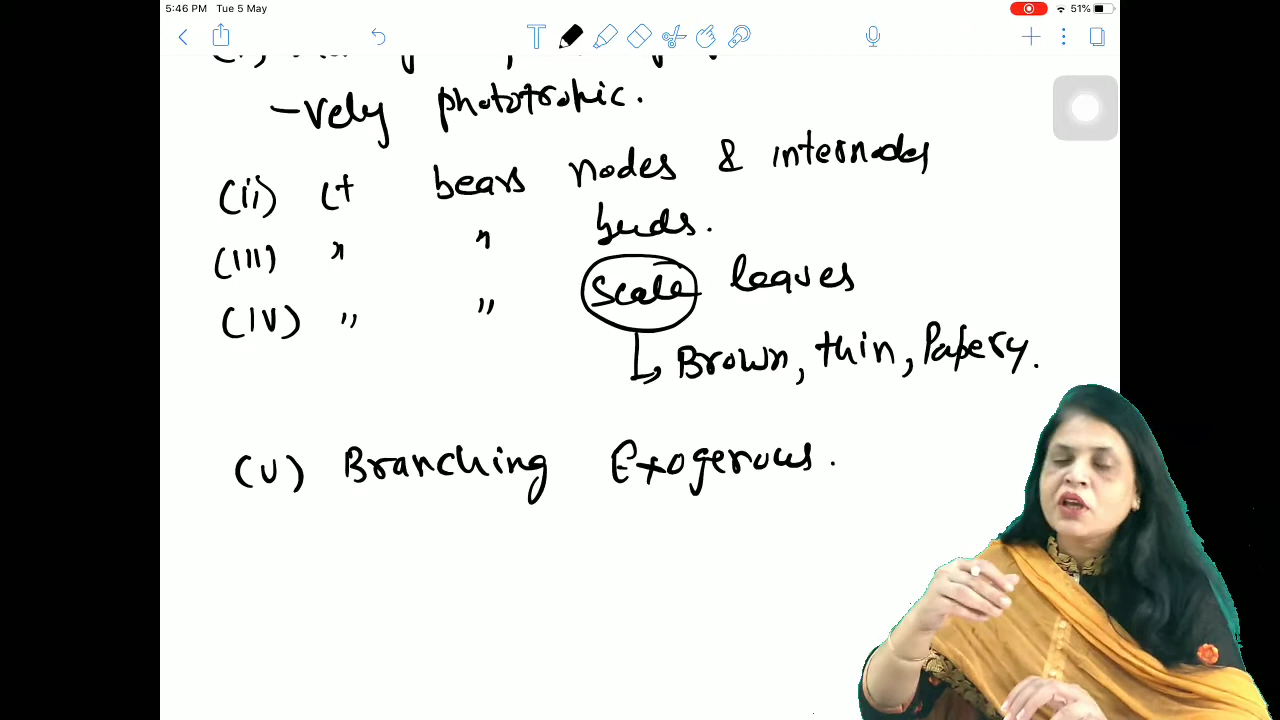 5:46 PM Tue 5 May 51%
-vely phototropic.
(ii) It bears nodes & internodes
(III) " " buds.
(IV) " " Scale leaves
Brown, thin, Papery.
(V) Branching Exogenous.